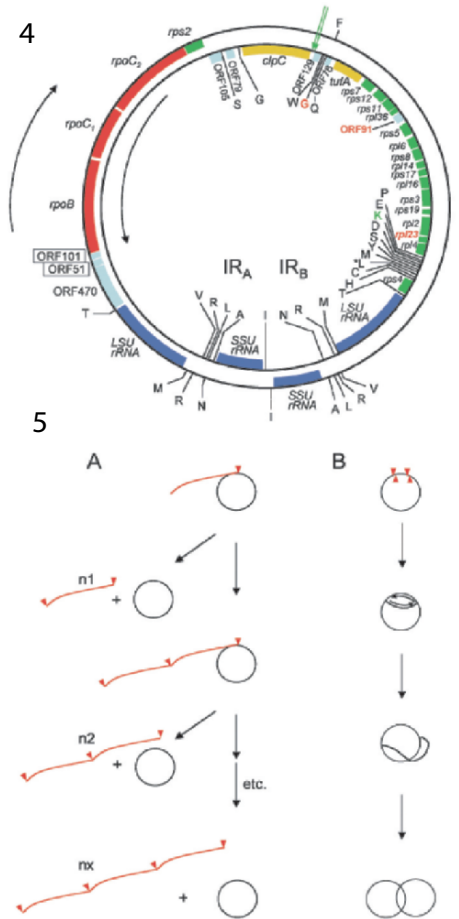 4
F
rps2
clpC
ORF129
ORF78
tufA
rpoC2
ORF105
ORF79
S
G
W
G
Q
rps7
rps12
rps11
rpl36
ORF91
rps5
rpl6
rps8
rpl14
rps17
rpl16
rps3
rps19
rpl2
rpl23
rpl4
rpoC1
rpoB
P
E
K
D
S
Y
M
L
C
H
T
rps4
IRA
IRB
ORF101
ORF51
ORF470
T
V
R
L
A
I
N
R
M
LSU
rRNA
SSU
rRNA
SSU
rRNA
LSU
rRNA
M
R
N
I
A
L
R
V
5
A
B
n1
+
n2
+
etc.
nx
+